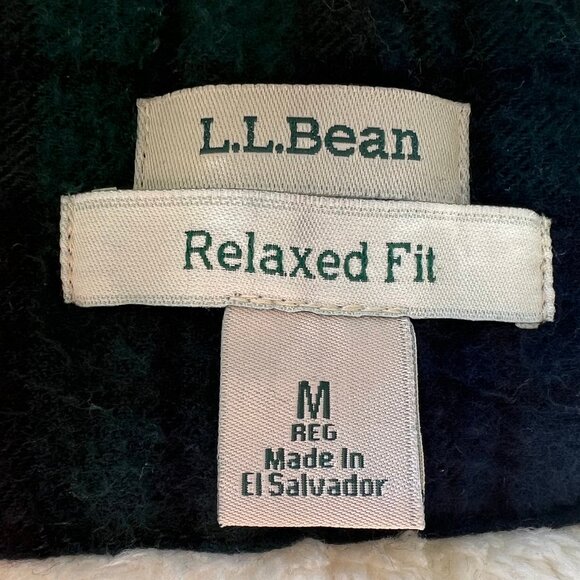 L.L.Bean
Relaxed Fit
M
REG
Made In
El Salvador